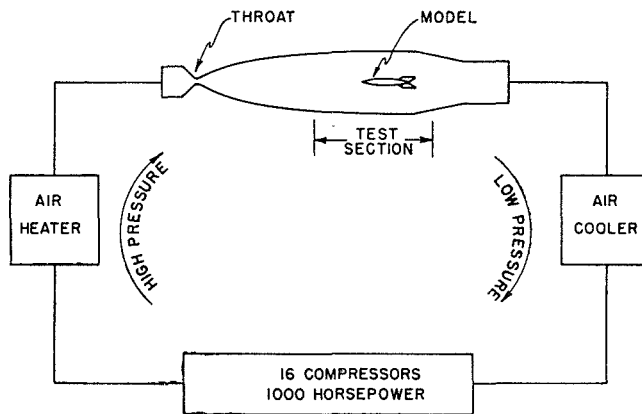 THROAT
MODEL
TEST
SECTION
AIR
HEATER
HIGH PRESSURE
LOW PRESSURE
AIR
COOLER
16 COMPRESSORS
1000 HORSEPOWER